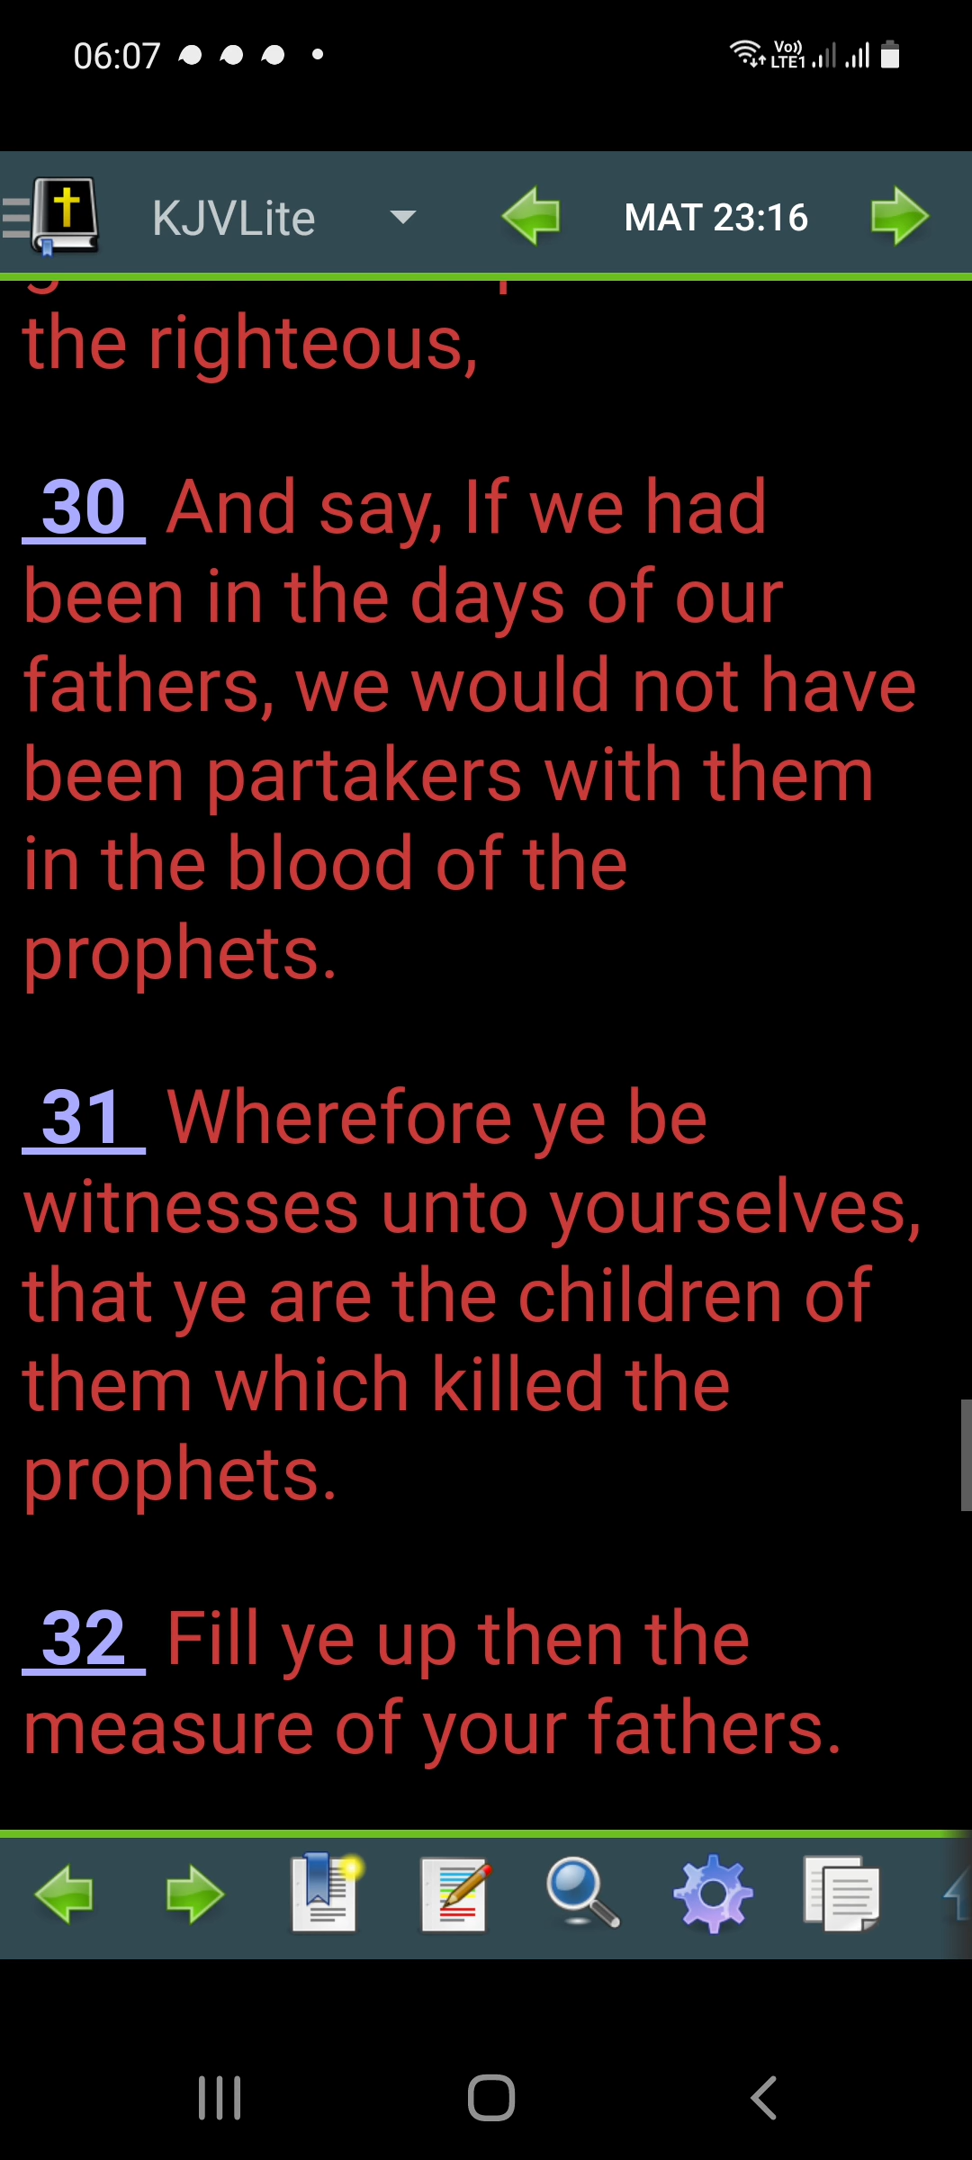 06:07
Vo))
LTE1
KJVLite
MAT 23:16
the righteous,
30 And say, If we had
been in the days of our
fathers, we would not have
been partakers with them
in the blood of the
prophets.
31 Wherefore ye be
witnesses unto yourselves,
that ye are the children of
them which killed the
prophets.
32 Fill ye up then the
measure of your fathers.